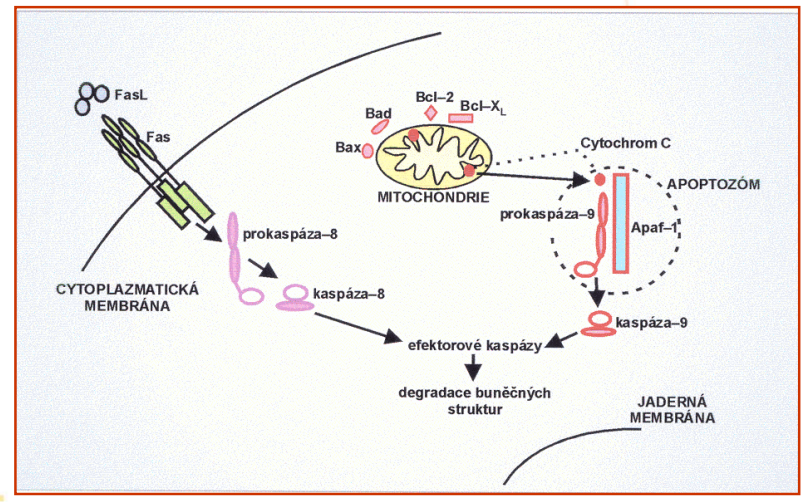 FasL
Fas
Bad
Bcl–2
Bcl–XL
Bax
MITOCHONDRIE
Cytochrom C
APOPTOZÓM
prokaspáza–9
Apaf–1
prokaspáza–8
CYTOPLAZMATICKÁ
MEMBRÁNA
kaspáza–8
kaspáza–9
efektorové kaspázy
degradace buněčných
struktur
JADERNÁ
MEMBRÁNA